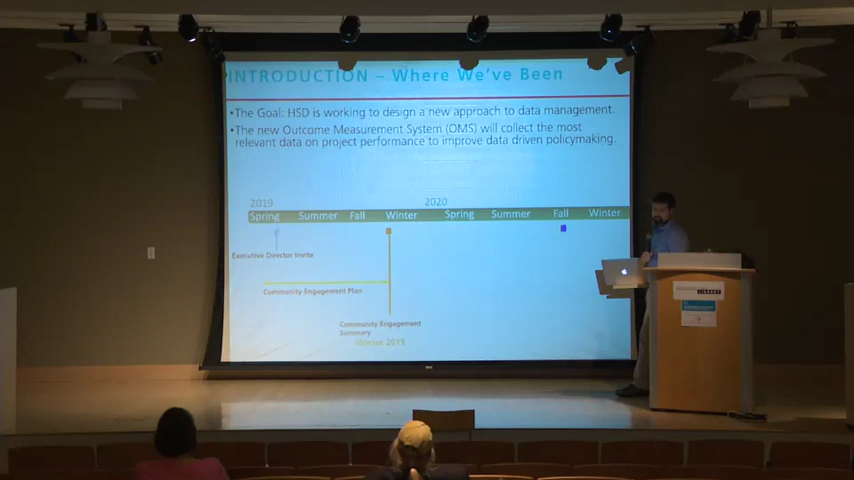 INTRODUCTION – Where We've Been
•The Goal: HSD is working to design a new approach to data management.
•The new Outcome Measurement System (OMS) will collect the most
relevant data on project performance to improve data driven policymaking.
2019 2020
Spring Summer Fall Winter Spring Summer Fall Winter
Executive Director Invite
Community Engagement Plan
Community Engagement
Summary
Winter 2019
LIBRARY